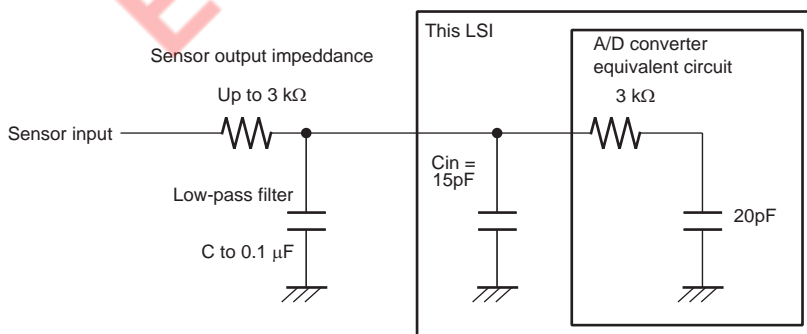 This LSI
A/D converter
equivalent circuit
Sensor output impeddance
Up to 3 kΩ
3 kΩ
Sensor input
Cin =
15pF
Low-pass filter
C to 0.1 μF
20pF